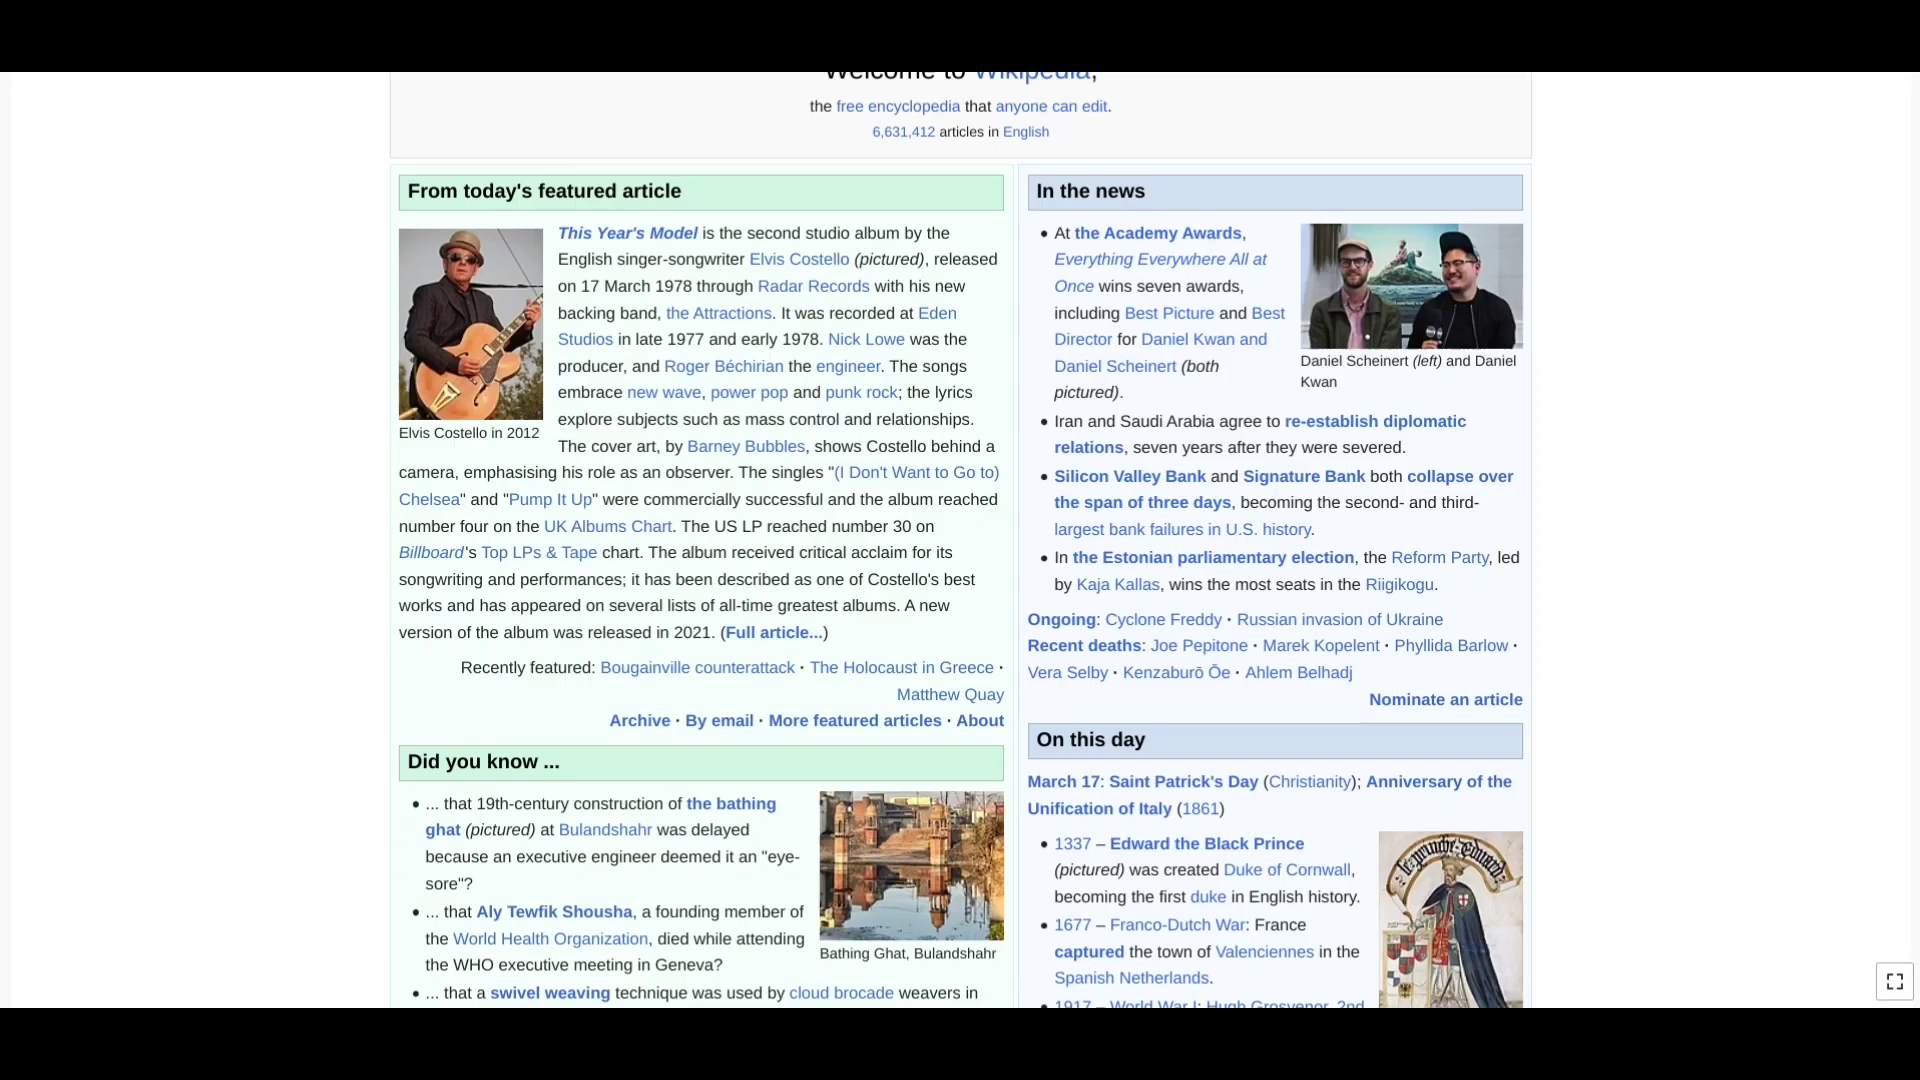 Welcome to Wikipedia,
the free encyclopedia that anyone can edit.
6,631,412 articles in English
From today's featured article
This Year's Model is the second studio album by the
English singer-songwriter Elvis Costello (pictured), released
on 17 March 1978 through Radar Records with his new
backing band, the Attractions. It was recorded at Eden
Studios in late 1977 and early 1978. Nick Lowe was the
producer, and Roger Béchirian the engineer. The songs
embrace new wave, power pop and punk rock; the lyrics
explore subjects such as mass control and relationships.
The cover art, by Barney Bubbles, shows Costello behind a
Elvis Costello in 2012
camera, emphasising his role as an observer. The singles "(I Don't Want to Go to)
Chelsea" and "Pump It Up" were commercially successful and the album reached
number four on the UK Albums Chart. The US LP reached number 30 on
Billboard's Top LPs & Tape chart. The album received critical acclaim for its
songwriting and performances; it has been described as one of Costello's best
works and has appeared on several lists of all-time greatest albums. A new
version of the album was released in 2021. (Full article...)
Recently featured: Bougainville counterattack · The Holocaust in Greece ·
Matthew Quay
Archive · By email · More featured articles · About
Did you know ...
... that 19th-century construction of the bathing
ghat (pictured) at Bulandshahr was delayed
because an executive engineer deemed it an "eye-
sore"?
... that Aly Tewfik Shousha, a founding member of
the World Health Organization, died while attending
the WHO executive meeting in Geneva?
Bathing Ghat, Bulandshahr
... that a swivel weaving technique was used by cloud brocade weavers in
In the news
At the Academy Awards,
Everything Everywhere All at
Once wins seven awards,
including Best Picture and Best
Director for Daniel Kwan and
Daniel Scheinert (both
pictured).
Daniel Scheinert (left) and Daniel
Kwan
Iran and Saudi Arabia agree to re-establish diplomatic
relations, seven years after they were severed.
Silicon Valley Bank and Signature Bank both collapse over
the span of three days, becoming the second- and third-
largest bank failures in U.S. history.
In the Estonian parliamentary election, the Reform Party, led
by Kaja Kallas, wins the most seats in the Riigikogu.
Ongoing: Cyclone Freddy · Russian invasion of Ukraine
Recent deaths: Joe Pepitone · Marek Kopelent · Phyllida Barlow ·
Vera Selby · Kenzaburō Ōe · Ahlem Belhadj
Nominate an article
On this day
March 17: Saint Patrick's Day (Christianity); Anniversary of the
Unification of Italy (1861)
1337 – Edward the Black Prince
(pictured) was created Duke of Cornwall,
becoming the first duke in English history.
1677 – Franco-Dutch War: France
captured the town of Valenciennes in the
Spanish Netherlands.
1917 – World War I: Hugh Grosvenor, 2nd